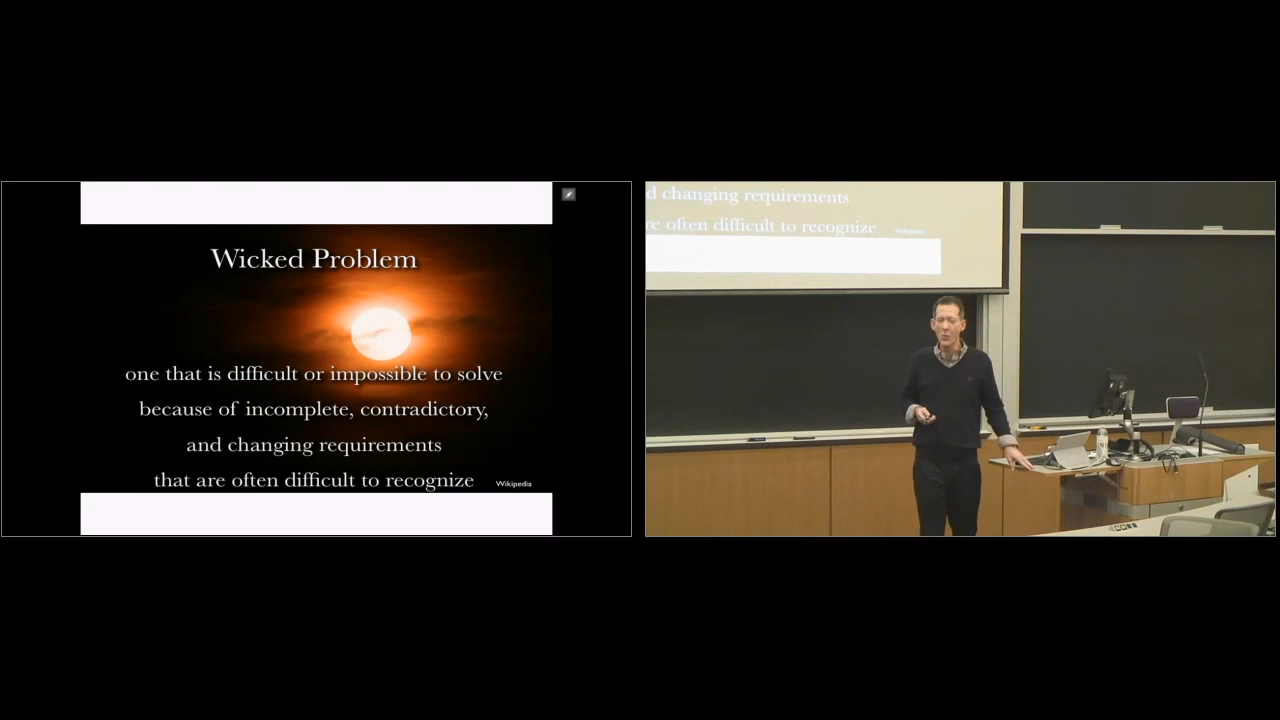 Wicked Problem
one that is difficult or impossible to solve
because of incomplete, contradictory,
and changing requirements
that are often difficult to recognize
Wikipedia
d changing requirements
re often difficult to recognize
Wikipedia